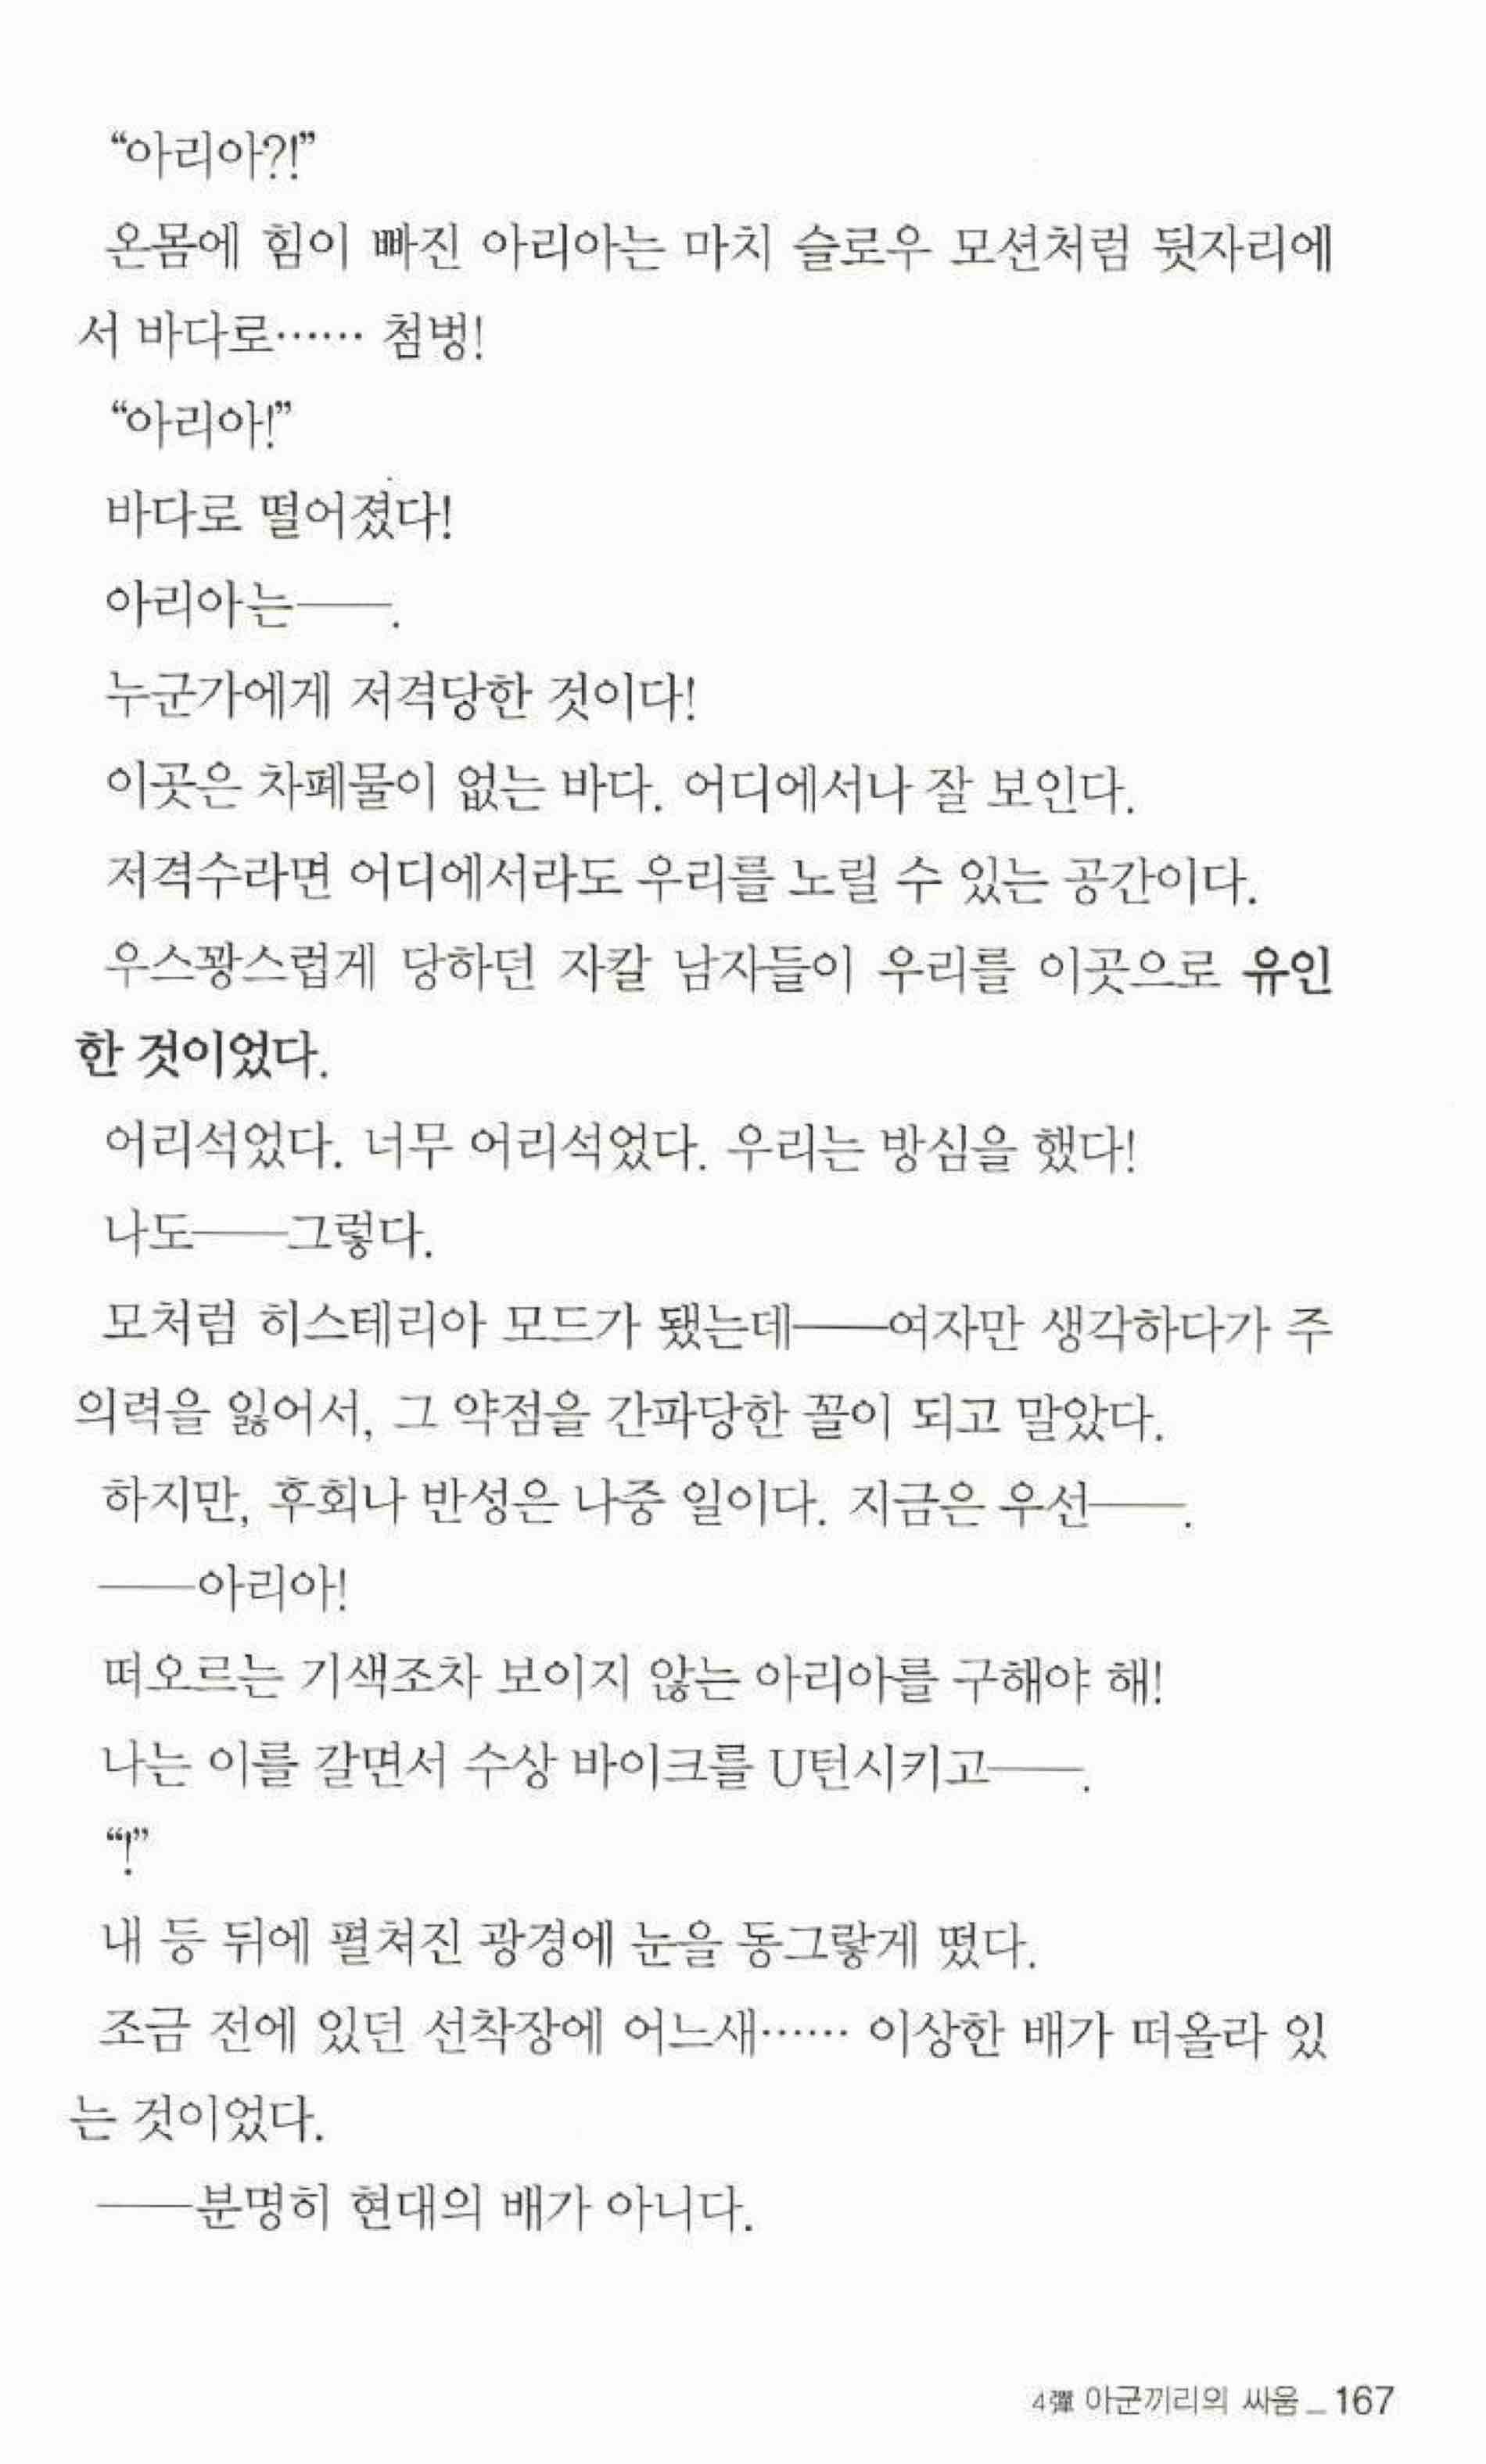 “아리아?!”
온몸에 힘이 빠진 아리아는 마치 슬로우 모션처럼 뒷자리에
서 바다로…… 첨벙!
“아리아!”
바다로 떨어졌다!
아리아는──.
누군가에게 저격당한 것이다!
이곳은 차폐물이 없는 바다. 어디에서나 잘 보인다.
저격수라면 어디에서라도 우리를 노릴 수 있는 공간이다.
우스꽝스럽게 당하던 자칼 남자들이 우리를 이곳으로 유인
한 것이었다.
어리석었다. 너무 어리석었다. 우리는 방심을 했다!
나도──그렇다.
모처럼 히스테리아 모드가 됐는데──여자만 생각하다가 주
의력을 잃어서, 그 약점을 간파당한 꼴이 되고 말았다.
하지만, 후회나 반성은 나중 일이다. 지금은 우선──.
──아리아!
떠오르는 기색조차 보이지 않는 아리아를 구해야 해!
나는 이를 갈면서 수상 바이크를 U턴시키고──.
“!”
내 등 뒤에 펼쳐진 광경에 눈을 동그랗게 떴다.
조금 전에 있던 선착장에 어느새…… 이상한 배가 떠올라 있
는 것이었다.
──분명히 현대의 배가 아니다.
4彈 아군끼리의 싸움_167